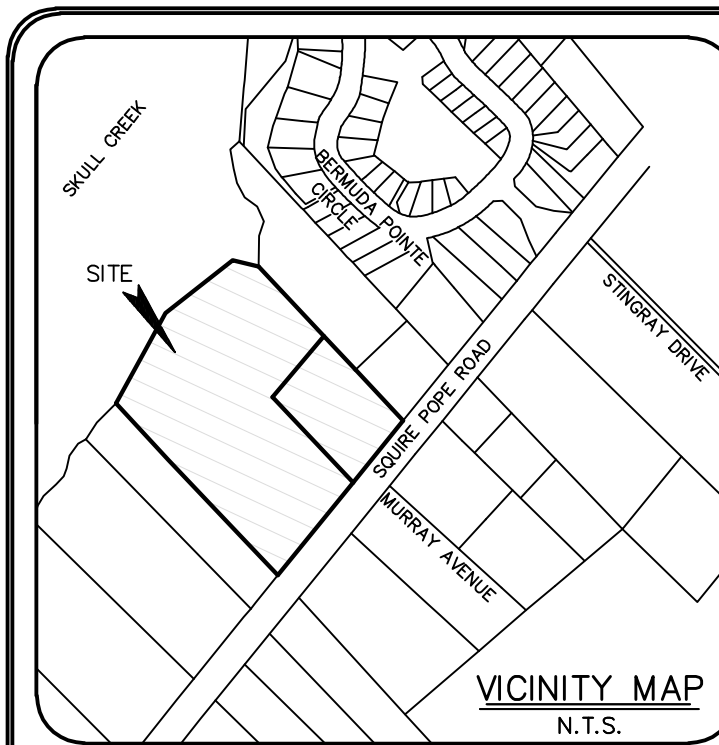 SKULL CREEK
BERMUDA POINTE
CIRCLE
SITE
STINGRAY DRIVE
SQUIRE POPE ROAD
MURRAY AVENUE
VICINITY MAP
N.T.S.